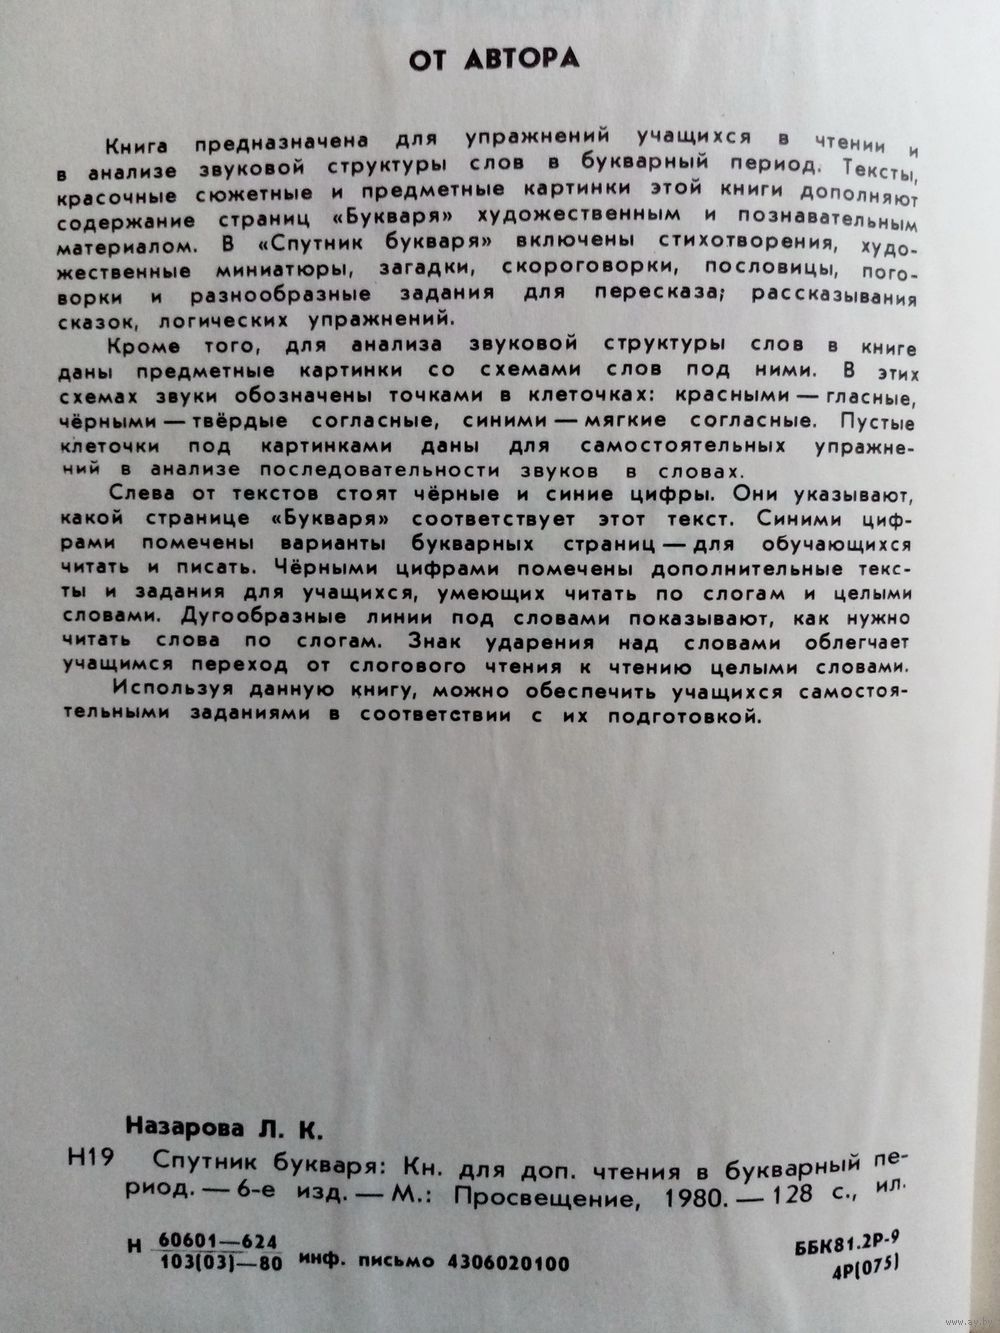 ОТ АВТОРА
Книга предназначена для упражнений учащихся в чтении и
в анализе звуковой структуры слов в букварный период. Тексты,
красочные сюжетные и предметные картинки этой книги дополняют
содержание страниц «Букваря» художественным и познавательным
материалом. В «Спутник букваря» включены стихотворения, худо-
жественные миниатюры, загадки, скороговорки, пословицы, пого-
ворки и разнообразные задания для пересказа; рассказывания
сказок, логических упражнений.
Кроме того, для анализа звуковой структуры слов в книге
даны предметные картинки со схемами слов под ними. В этих
схемах звуки обозначены точками в клеточках: красными — гласные,
чёрными — твёрдые согласные, синими — мягкие согласные. Пустые
клеточки под картинками даны для самостоятельных упражне-
ний в анализе последовательности звуков в словах.
Слева от текстов стоят чёрные и синие цифры. Они указывают,
какой странице «Букваря» соответствует этот текст. Синими циф-
рами помечены варианты букварных страниц — для обучающихся
читать и писать. Чёрными цифрами помечены дополнительные текс-
ты и задания для учащихся, умеющих читать по слогам и целыми
словами. Дугообразные линии под словами показывают, как нужно
читать слова по слогам. Знак ударения над словами облегчает
учащимся переход от слогового чтения к чтению целыми словами.
Используя данную книгу, можно обеспечить учащихся самостоя-
тельными заданиями в соответствии с их подготовкой.
Назарова Л. К.
Н19 Спутник букваря: Кн. для доп. чтения в букварный пе-
риод. — 6-е изд. — М.: Просвещение, 1980. — 128 с., ил.
Н 60601—624
103(03)—80 инф. письмо 4306020100
ББК81.2Р-9
4Р(075)
www.ay.by